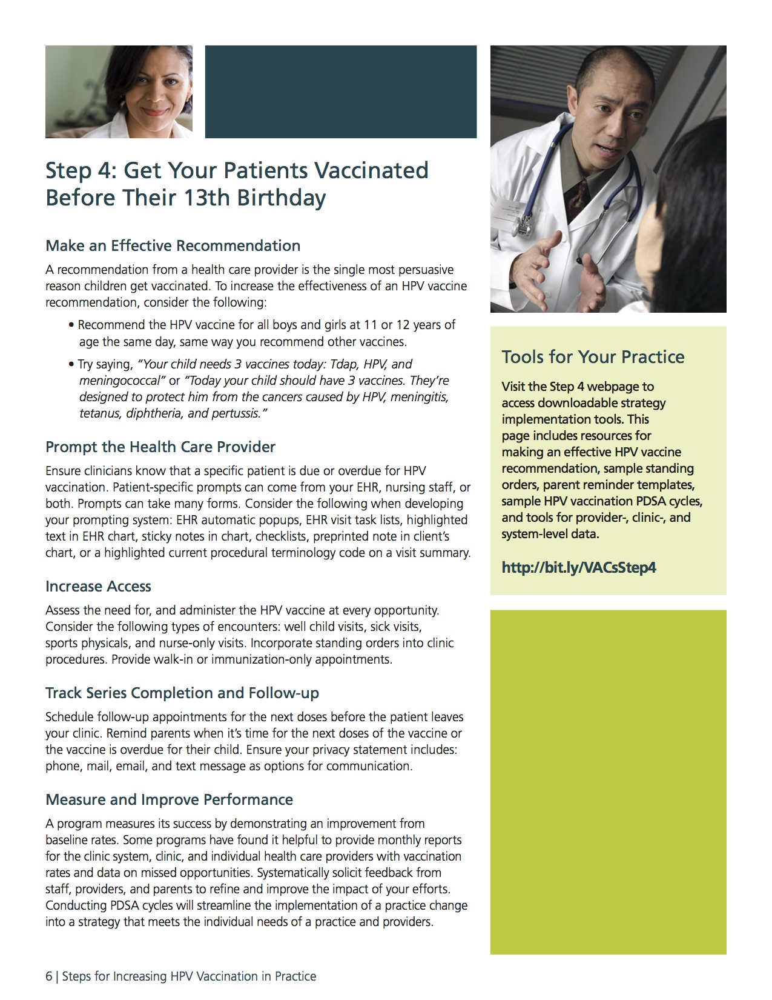 Step 4: Get Your Patients Vaccinated
Before Their 13th Birthday
Make an Effective Recommendation
A recommendation from a health care provider is the single most persuasive
reason children get vaccinated. To increase the effectiveness of an HPV vaccine
recommendation, consider the following:
• Recommend the HPV vaccine for all boys and girls at 11 or 12 years of
age the same day, same way you recommend other vaccines.
• Try saying, “Your child needs 3 vaccines today: Tdap, HPV, and
meningococcal” or “Today your child should have 3 vaccines. They’re
designed to protect him from the cancers caused by HPV, meningitis,
tetanus, diphtheria, and pertussis.”
Prompt the Health Care Provider
Ensure clinicians know that a specific patient is due or overdue for HPV
vaccination. Patient-specific prompts can come from your EHR, nursing staff, or
both. Prompts can take many forms. Consider the following when developing
your prompting system: EHR automatic popups, EHR visit task lists, highlighted
text in EHR chart, sticky notes in chart, checklists, preprinted note in client’s
chart, or a highlighted current procedural terminology code on a visit summary.
Increase Access
Assess the need for, and administer the HPV vaccine at every opportunity.
Consider the following types of encounters: well child visits, sick visits,
sports physicals, and nurse-only visits. Incorporate standing orders into clinic
procedures. Provide walk-in or immunization-only appointments.
Track Series Completion and Follow-up
Schedule follow-up appointments for the next doses before the patient leaves
your clinic. Remind parents when it’s time for the next doses of the vaccine or
the vaccine is overdue for their child. Ensure your privacy statement includes:
phone, mail, email, and text message as options for communication.
Measure and Improve Performance
A program measures its success by demonstrating an improvement from
baseline rates. Some programs have found it helpful to provide monthly reports
for the clinic system, clinic, and individual health care providers with vaccination
rates and data on missed opportunities. Systematically solicit feedback from
staff, providers, and parents to refine and improve the impact of your efforts.
Conducting PDSA cycles will streamline the implementation of a practice change
into a strategy that meets the individual needs of a practice and providers.
Tools for Your Practice
Visit the Step 4 webpage to
access downloadable strategy
implementation tools. This
page includes resources for
making an effective HPV vaccine
recommendation, sample standing
orders, parent reminder templates,
sample HPV vaccination PDSA cycles,
and tools for provider-, clinic-, and
system-level data.
http://bit.ly/VACsStep4
6 | Steps for Increasing HPV Vaccination in Practice